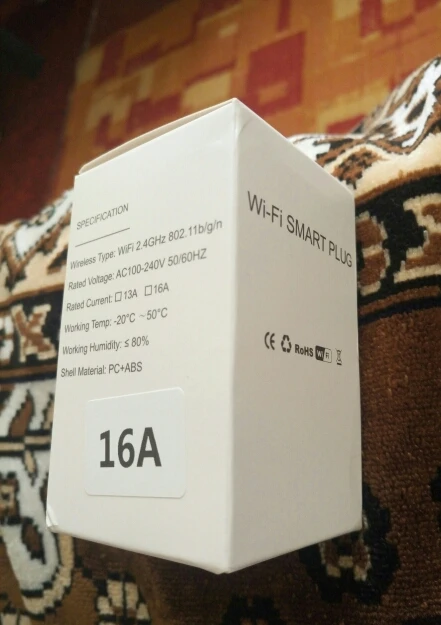 SPECIFICATION
Wireless Type: WiFi 2.4GHz 802.11b/g/n
Rated Voltage: AC100-240V 50/60HZ
Rated Current: ☐13A ☐16A
Working Temp: -20°C ~50°C
Working Humidity: ≤ 80%
Shell Material: PC+ABS
16A
Wi-Fi SMART PLUG
CE RoHS WiFi